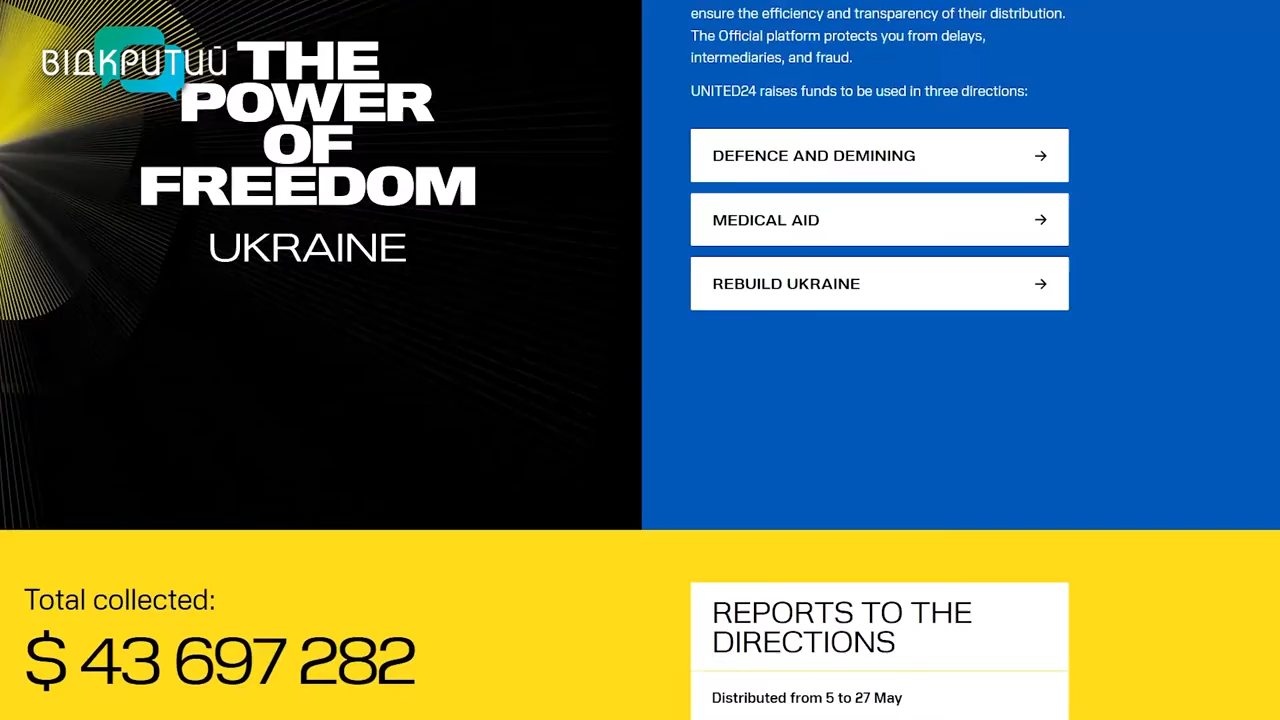 ВІДКРИТИЙ
THE
POWER
OF
FREEDOM
UKRAINE
ensure the efficiency and transparency of their distribution.
The Official platform protects you from delays,
intermediaries, and fraud.
UNITED24 raises funds to be used in three directions:
DEFENCE AND DEMINING
MEDICAL AID
REBUILD UKRAINE
Total collected:
$ 43 697 282
REPORTS TO THE
DIRECTIONS
Distributed from 5 to 27 May